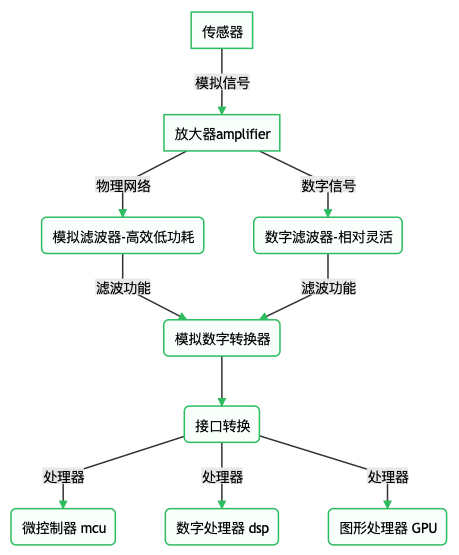 传感器
模拟信号
放大器amplifier
物理网络
数字信号
模拟滤波器-高效低功耗
数字滤波器-相对灵活
滤波功能
滤波功能
模拟数字转换器
接口转换
处理器
处理器
处理器
微控制器 mcu
数字处理器 dsp
图形处理器 GPU